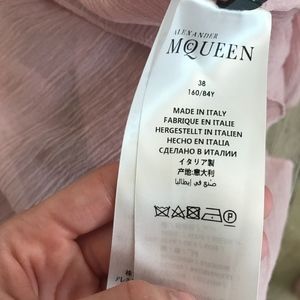 ALEXANDER
MCQUEEN
38
160/84Y
MADE IN ITALY
FABRIQUE EN ITALIE
HERGESTELLT IN ITALIEN
HECHO EN ITALIA
СДЕЛАНО В ИТАЛИИ
イタリア製
产地:意大利
صنع في إيطاليا
P